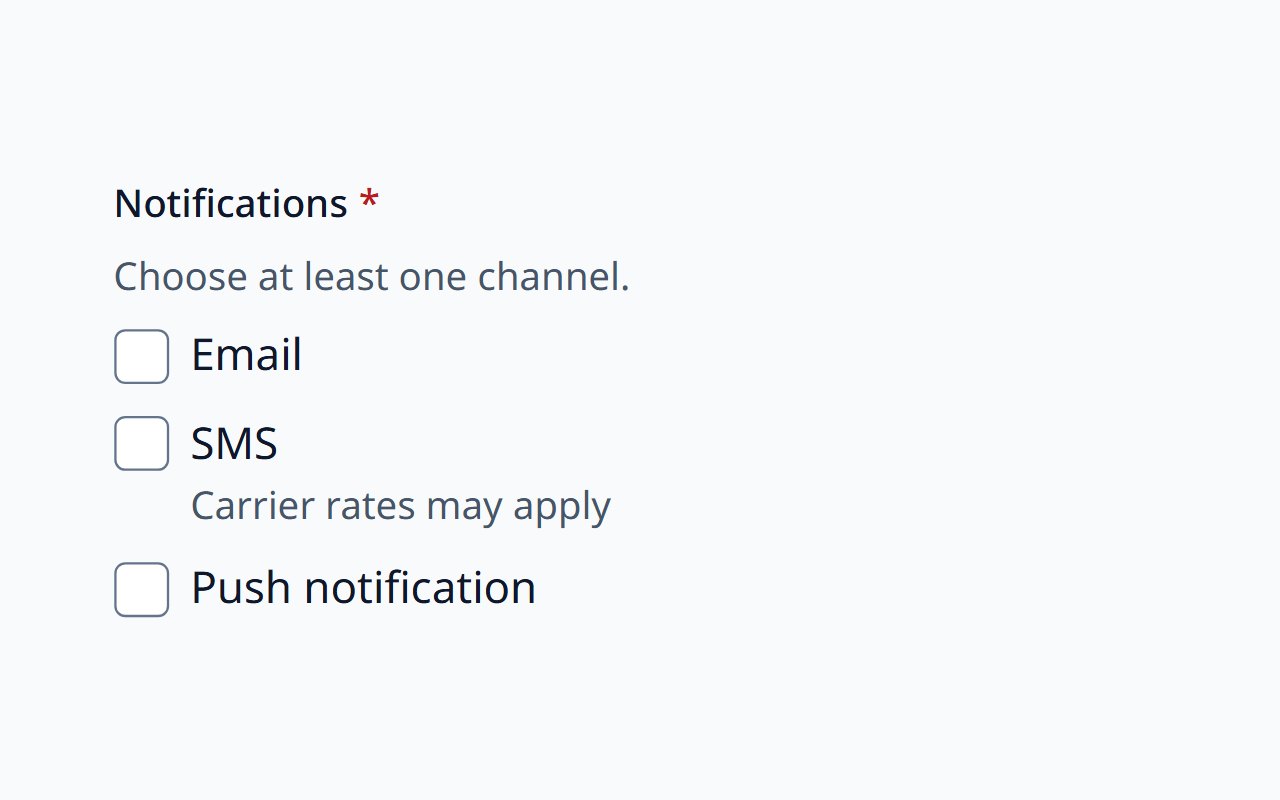 Notifications *
Choose at least one channel.
Email
SMS
Carrier rates may apply
Push notification